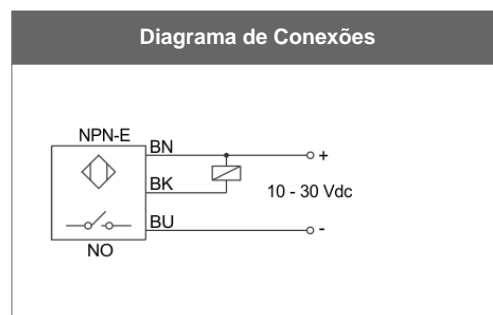 Diagrama de Conexões
NPN-E
BN
+
BK
10 - 30 Vdc
BU
-
NO